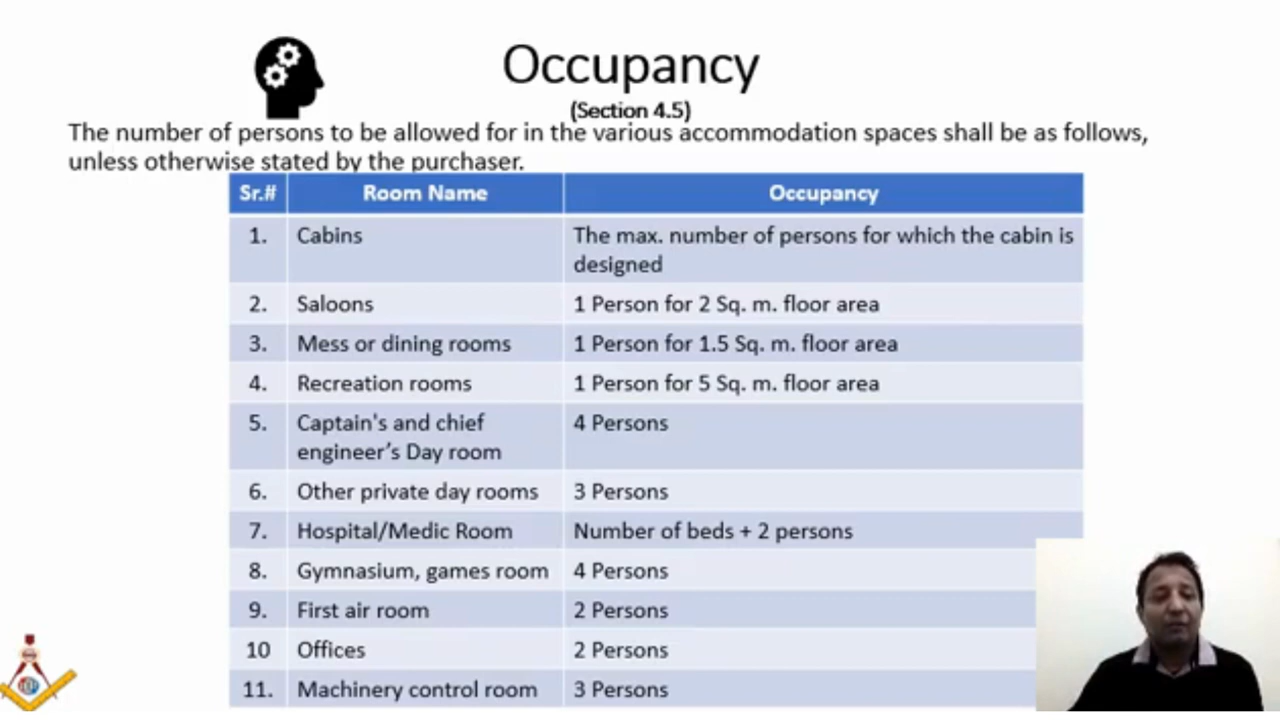 Occupancy
(Section 4.5)
The number of persons to be allowed for in the various accommodation spaces shall be as follows,
unless otherwise stated by the purchaser.
Sr.# Room Name Occupancy
1. Cabins The max. number of persons for which the cabin is
designed
2. Saloons 1 Person for 2 Sq. m. floor area
3. Mess or dining rooms 1 Person for 1.5 Sq. m. floor area
4. Recreation rooms 1 Person for 5 Sq. m. floor area
5. Captain's and chief 4 Persons
engineer’s Day room
6. Other private day rooms 3 Persons
7. Hospital/Medic Room Number of beds + 2 persons
8. Gymnasium, games room 4 Persons
9. First air room 2 Persons
10 Offices 2 Persons
11. Machinery control room 3 Persons